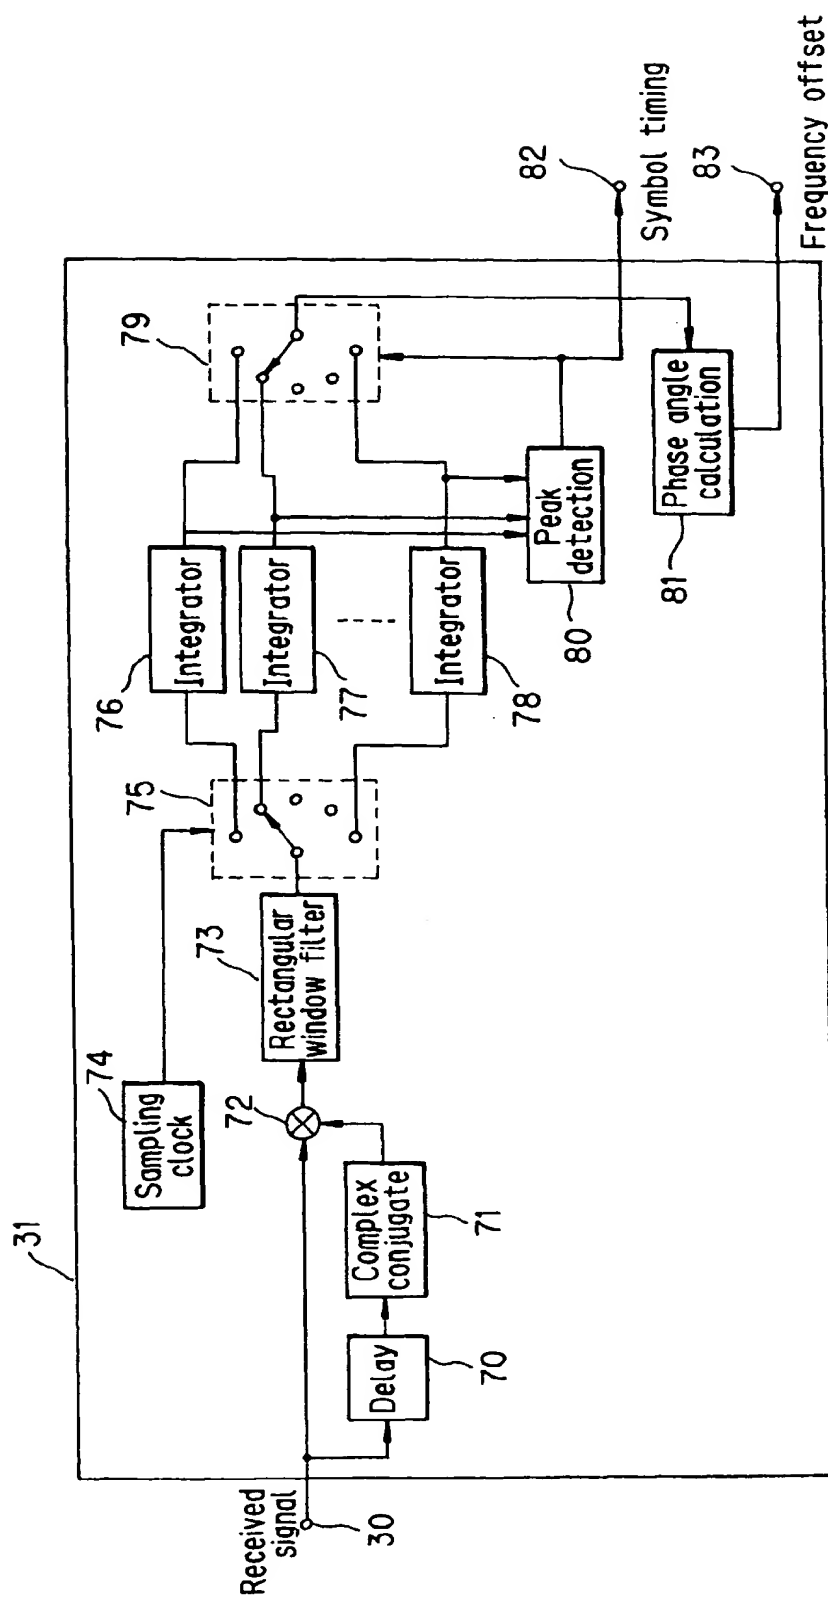 31
Received
signal
30
Delay
70
Complex
conjugate
71
72
Sampling
clock
74
Rectangular
window filter
73
75
Integrator
76
Integrator
77
Integrator
78
79
Peak
detection
80
Phase angle
calculation
81
82
Symbol timing
83
Frequency offset